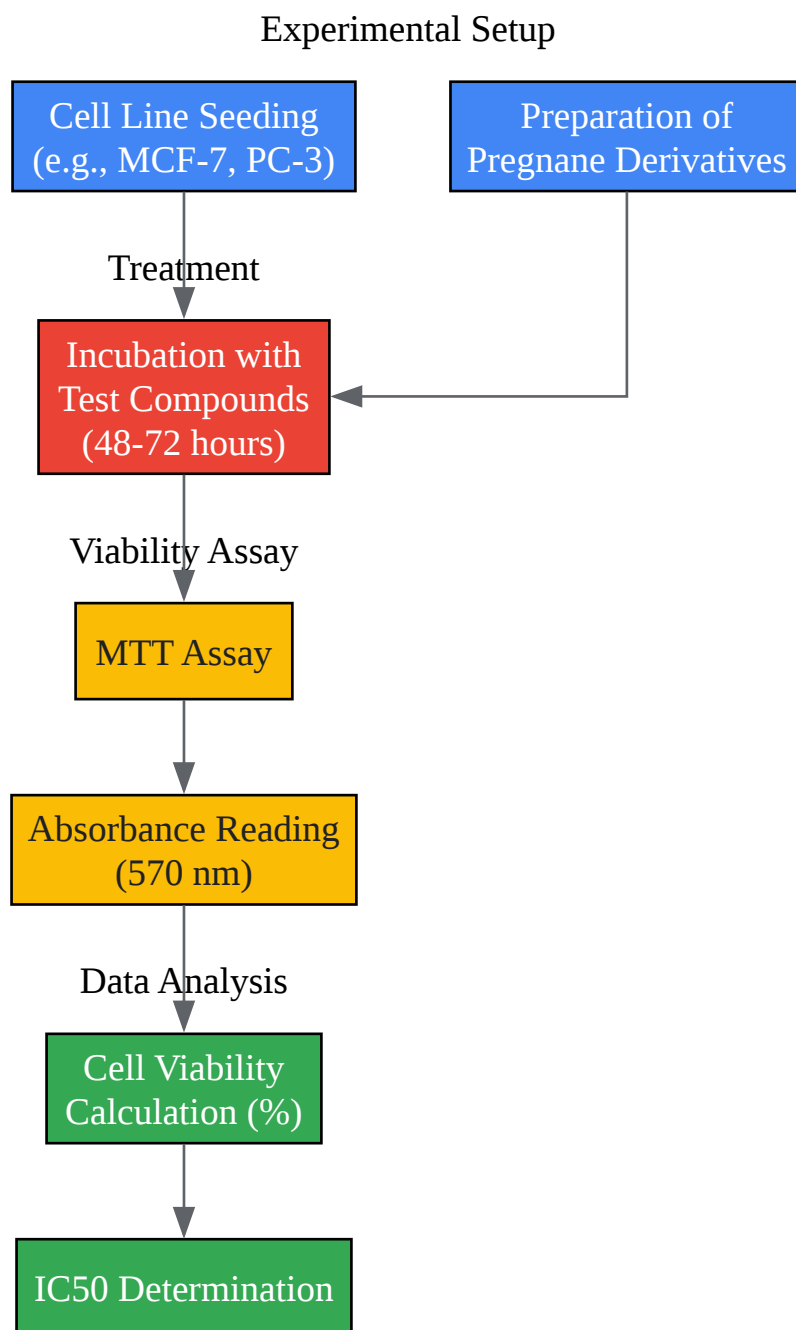 Experimental Setup
Cell Line Seeding
(e.g., MCF-7, PC-3)
Preparation of
Pregnane Derivatives
Treatment
Incubation with
Test Compounds
(48-72 hours)
Viability Assay
MTT Assay
Absorbance Reading
(570 nm)
Data Analysis
Cell Viability
Calculation (%)
IC50 Determination